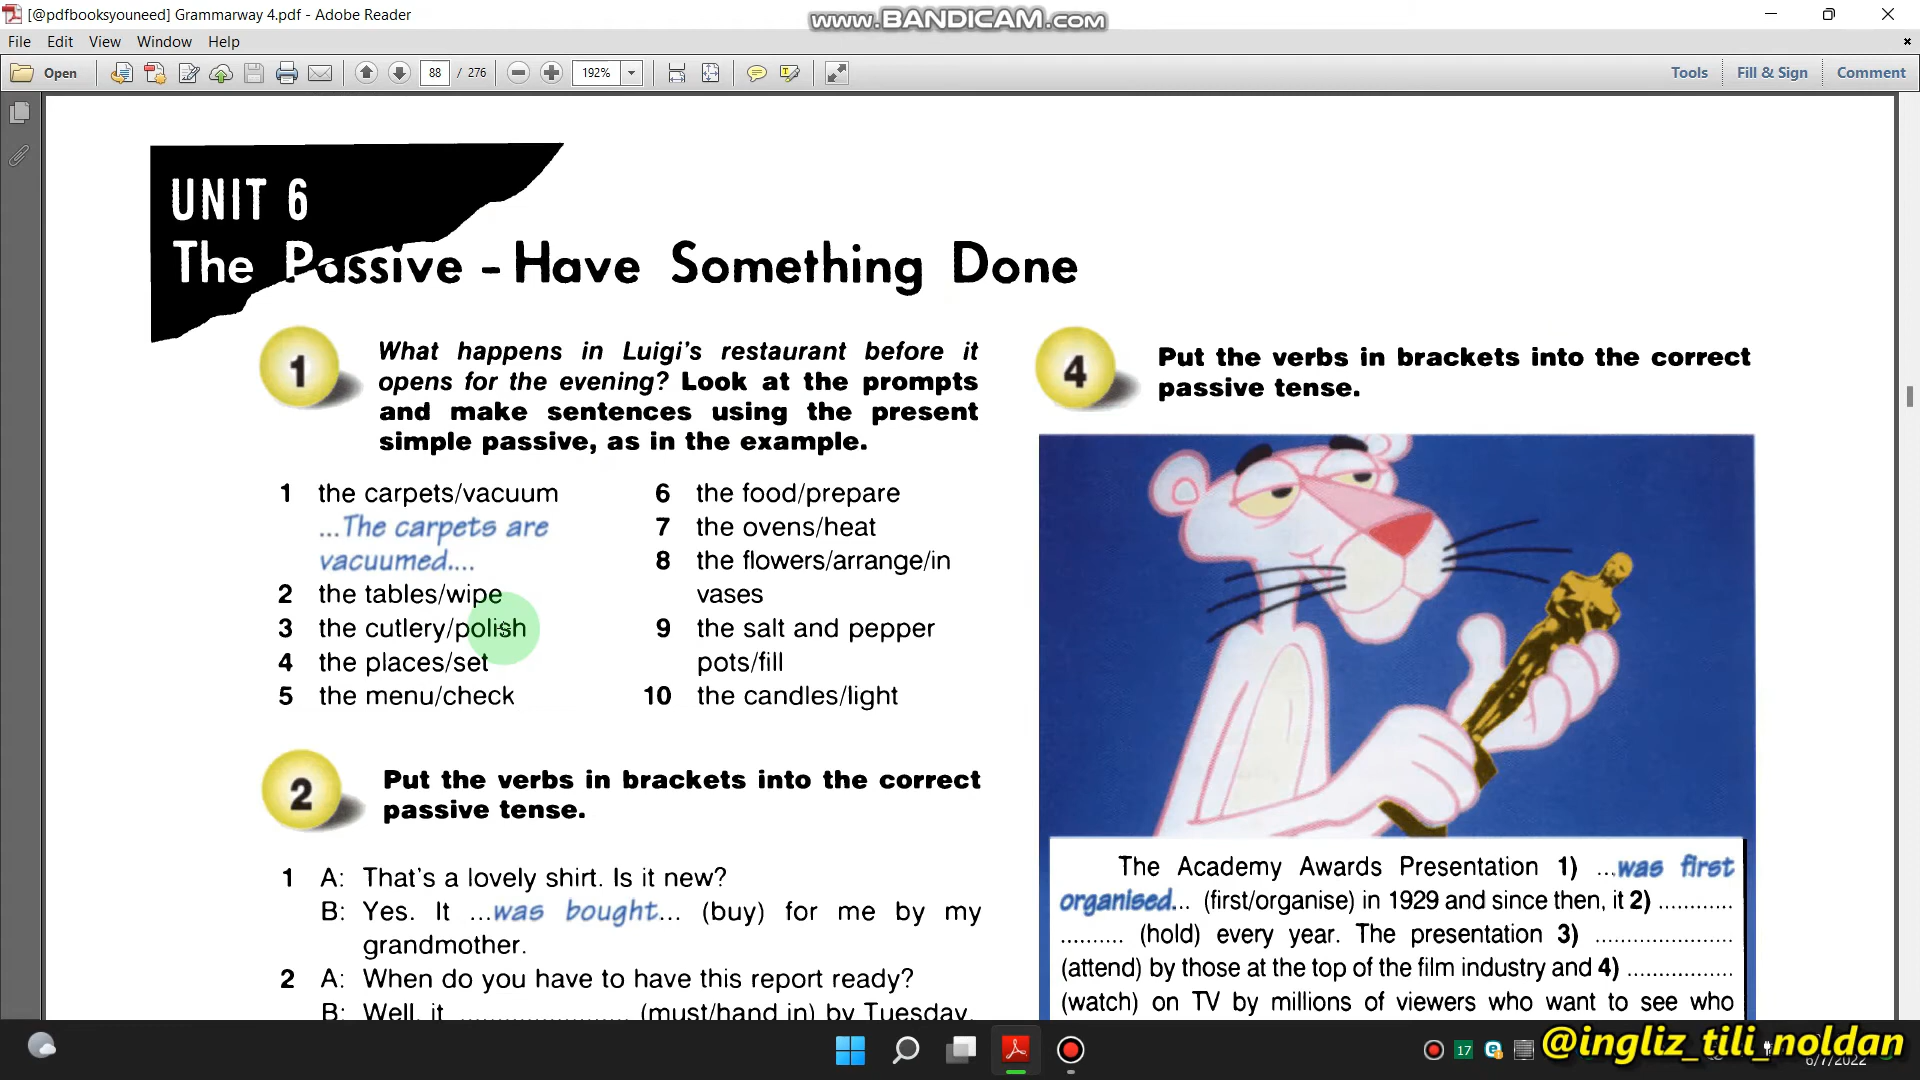 [@pdfbooksyouneed] Grammarway 4.pdf - Adobe Reader
www.BANDICAM.com
File Edit View Window Help
Open 88 / 276 192% Tools Fill & Sign Comment
UNIT 6
The Passive - Have Something Done
1
What happens in Luigi's restaurant before it
opens for the evening? Look at the prompts
and make sentences using the present
simple passive, as in the example.
1 the carpets/vacuum
...The carpets are
vacuumed....
2 the tables/wipe
3 the cutlery/polish
4 the places/set
5 the menu/check
6 the food/prepare
7 the ovens/heat
8 the flowers/arrange/in
vases
9 the salt and pepper
pots/fill
10 the candles/light
2
Put the verbs in brackets into the correct
passive tense.
1 A: That's a lovely shirt. Is it new?
B: Yes. It ...was bought... (buy) for me by my
grandmother.
2 A: When do you have to have this report ready?
B: Well, it ........................ (must/hand in) by Tuesday.
4
Put the verbs in brackets into the correct
passive tense.
The Academy Awards Presentation 1) ...was first
organised... (first/organise) in 1929 and since then, it 2) ............
.......... (hold) every year. The presentation 3) ......................
(attend) by those at the top of the film industry and 4) .................
(watch) on TV by millions of viewers who want to see who
17
@ingliz_tili_noldan
6/7/2022